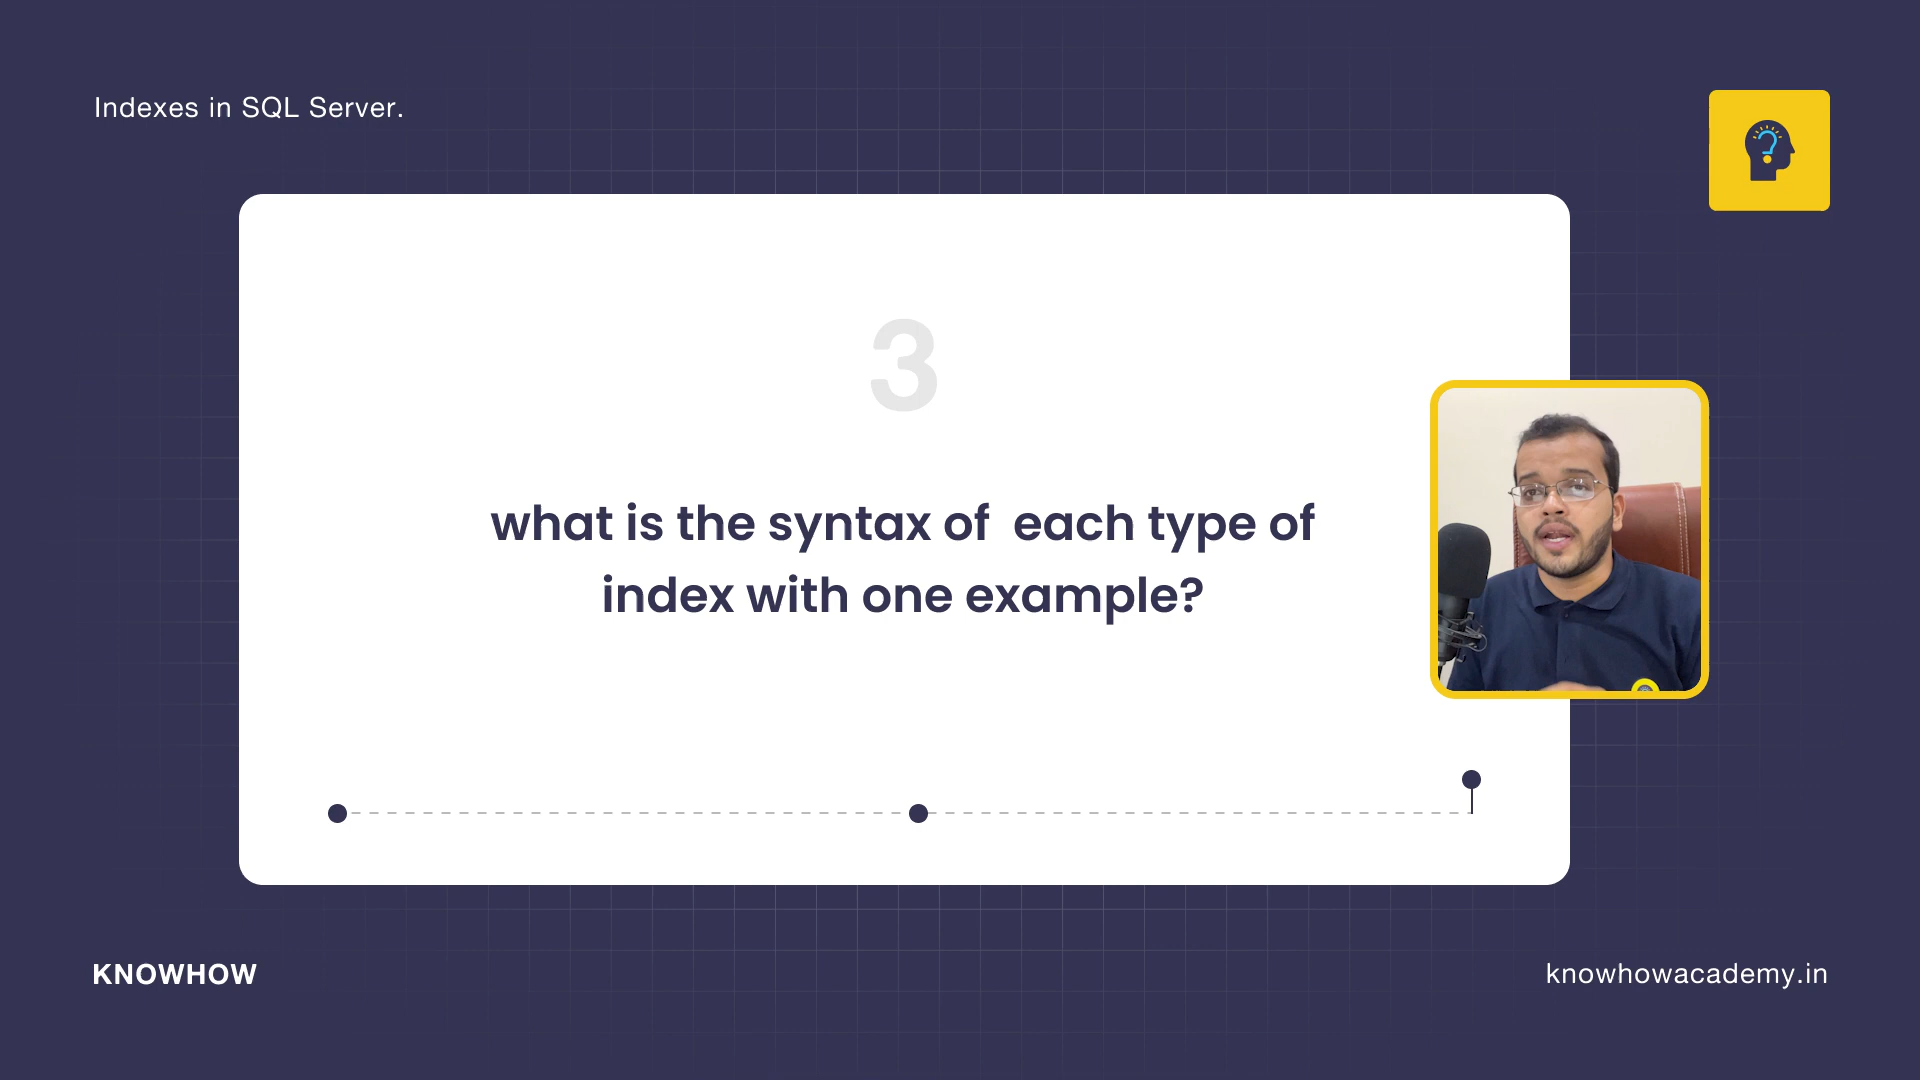 Indexes in SQL Server.
3
what is the syntax of  each type of
index with one example?
KNOWHOW
knowhowacademy.in